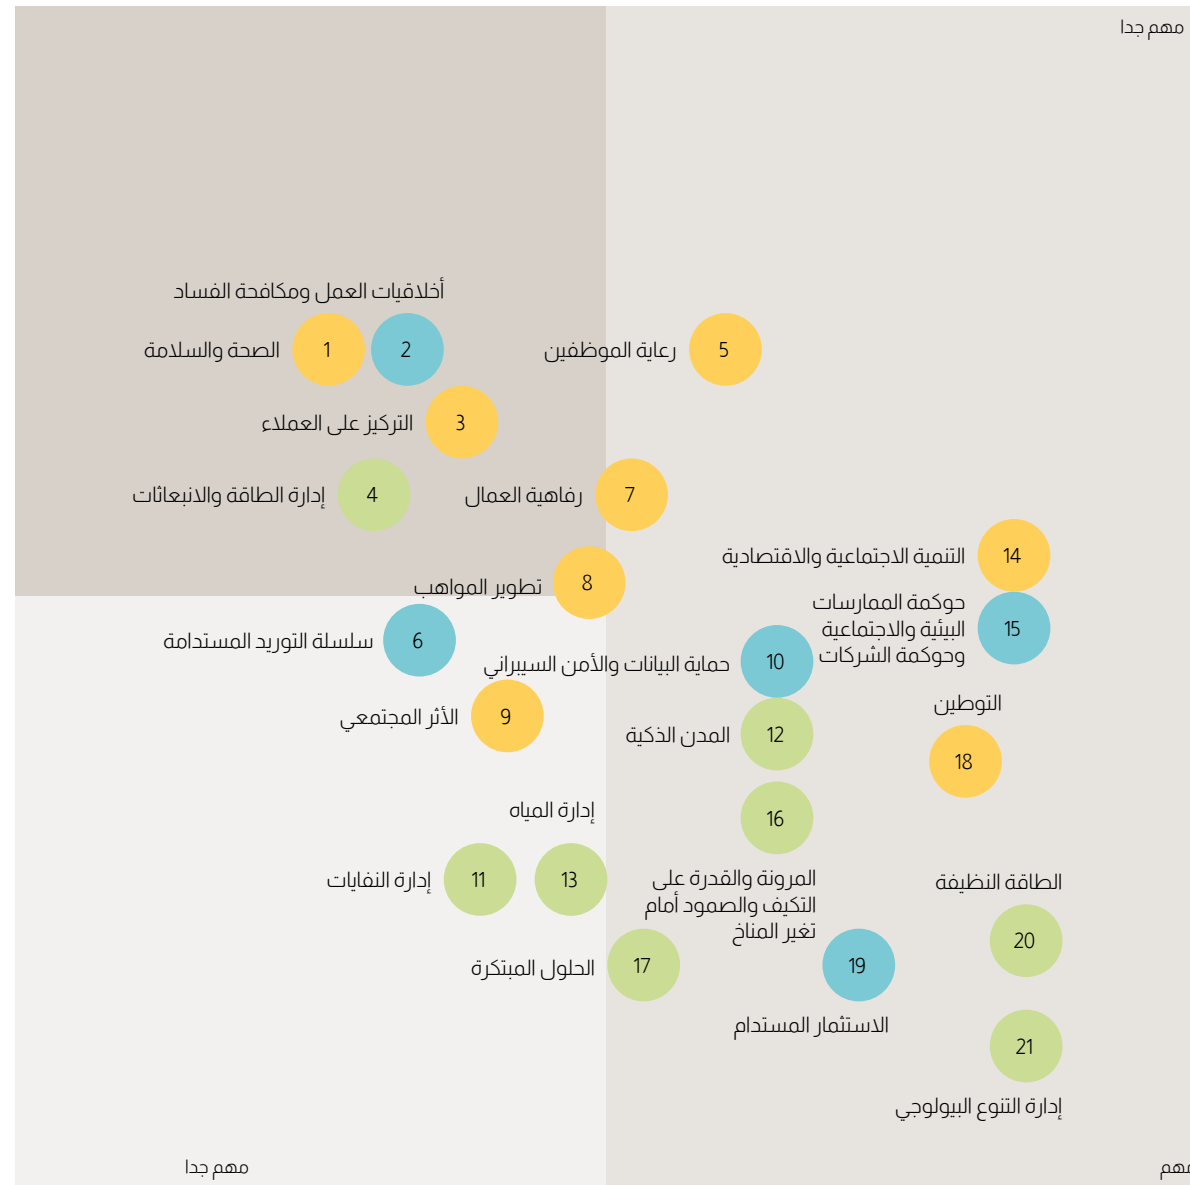 مهم جدا
أخلاقيات العمل ومكافحة الفساد
الصحة والسلامة
1
2
رعاية الموظفين
5
التركيز على العملاء
3
إدارة الطاقة والانبعاثات
4
رفاهية العمال
7
التنمية الاجتماعية والاقتصادية
14
تطوير المواهب
8
حوكمة الممارسات
البيئية والاجتماعية
وحوكمة الشركات
15
سلسلة التوريد المستدامة
6
حماية البيانات والأمن السيبراني
10
التوطين
18
الأثر المجتمعي
9
المدن الذكية
12
إدارة المياه
13
16
المرونة والقدرة على
التكيف والصمود أمام
تغير المناخ
إدارة النفايات
11
الطاقة النظيفة
20
الحلول المبتكرة
17
19
الاستثمار المستدام
21
إدارة التنوع البيولوجي
مهم
مهم جدا